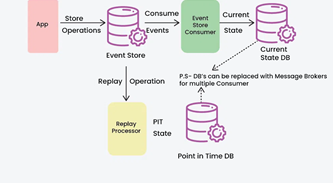 App
Store
Operations
Event Store
Consume
Events
Event
Store
Consumer
Current
State
Current
State DB
P.S- DB's can be replaced with Message Brokers
for multiple Consumer
Replay Operation
Replay
Processor
PIT
State
Point in Time DB